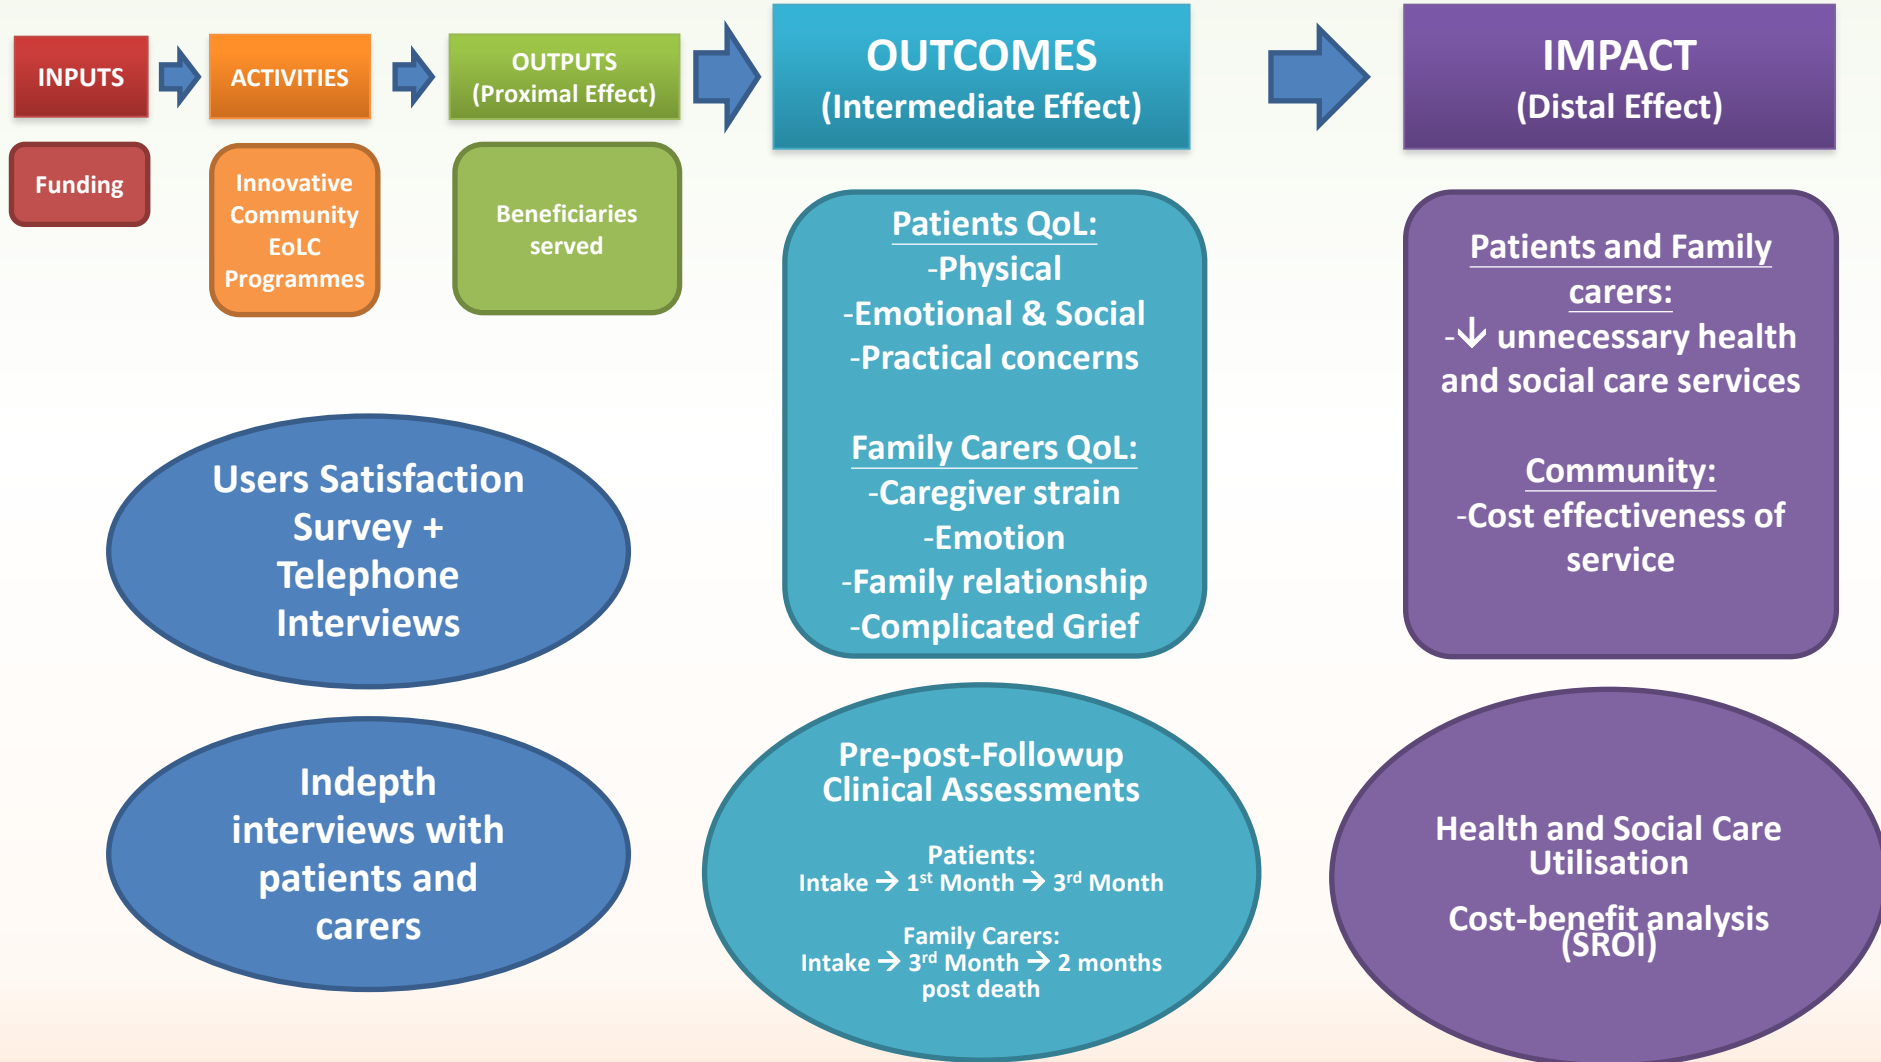 INPUTS
ACTIVITIES
OUTPUTS
(Proximal Effect)
OUTCOMES
(Intermediate Effect)
IMPACT
(Distal Effect)
Funding
Innovative
Community
EoLC
Programmes
Beneficiaries
served
Patients QoL:
-Physical
-Emotional & Social
-Practical concerns
Family Carers QoL:
-Caregiver strain
-Emotion
-Family relationship
-Complicated Grief
Patients and Family
carers:
-↓ unnecessary health
and social care services
Community:
-Cost effectiveness of
service
Users Satisfaction
Survey +
Telephone
Interviews
Indepth
interviews with
patients and
carers
Pre-post-Followup
Clinical Assessments
Patients:
Intake → 1st Month → 3rd Month
Family Carers:
Intake → 3rd Month → 2 months
post death
Health and Social Care
Utilisation
Cost-benefit analysis
(SROI)